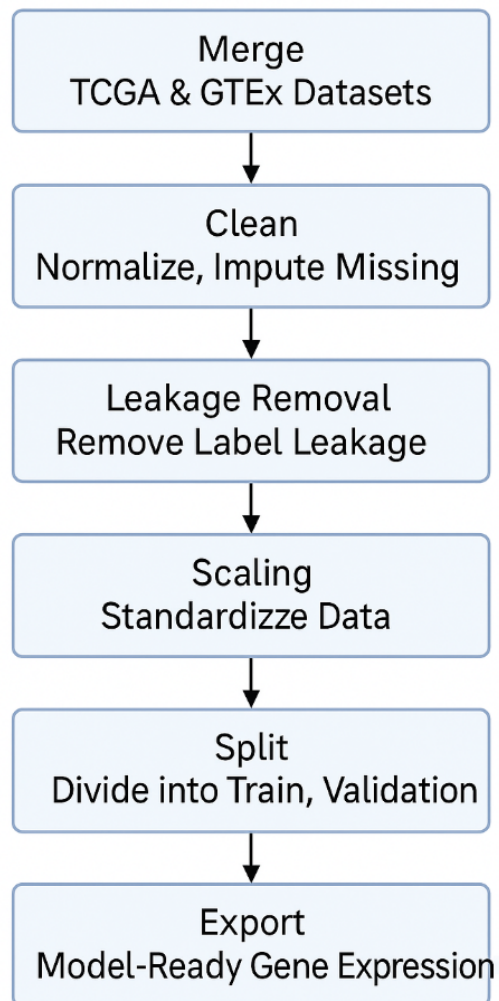 Merge
TCGA & GTEx Datasets
Clean
Normalize, Impute Missing
Leakage Removal
Remove Label Leakage
Scaling
Standardizze Data
Split
Divide into Train, Validation
Export
Model-Ready Gene Expression